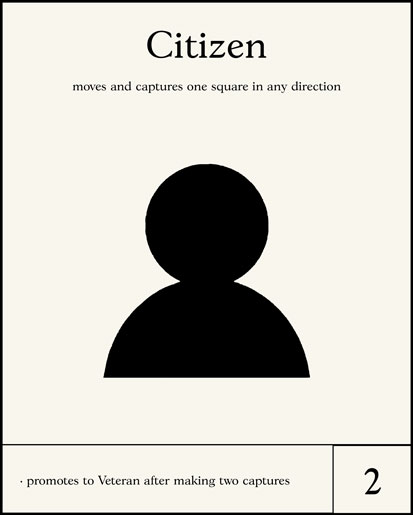 Citizen
moves and captures one square in any direction
· promotes to Veteran after making two captures
2